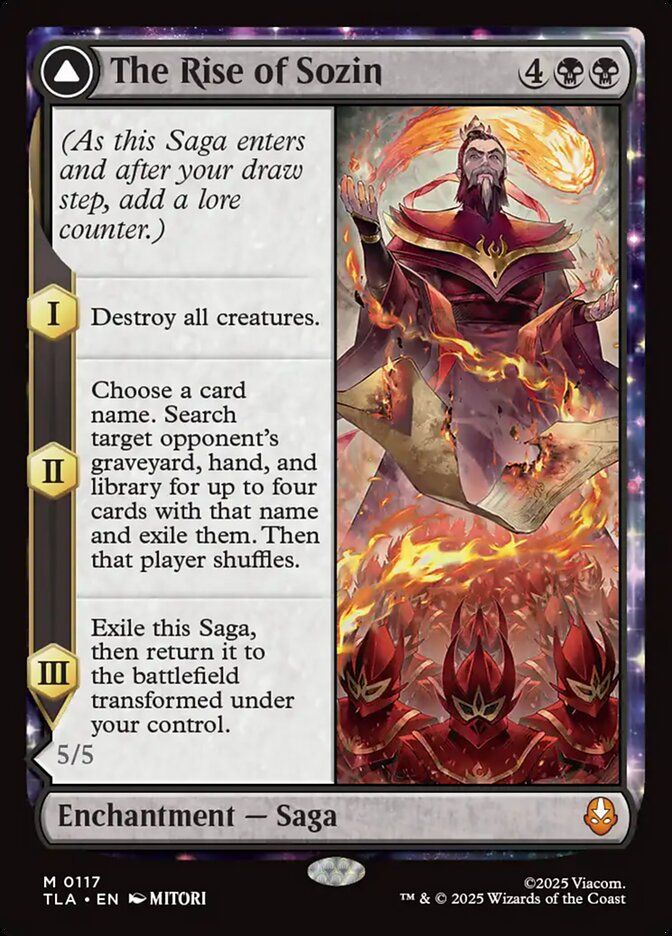 The Rise of Sozin
4
(As this Saga enters
and after your draw
step, add a lore
counter.)
I
Destroy all creatures.
II
Choose a card
name. Search
target opponent's
graveyard, hand, and
library for up to four
cards with that name
and exile them. Then
that player shuffles.
III
Exile this Saga,
then return it to
the battlefield
transformed under
your control.
5/5
Enchantment — Saga
M 0117
TLA • EN MITORI
©2025 Viacom.
™ & © 2025 Wizards of the Coast